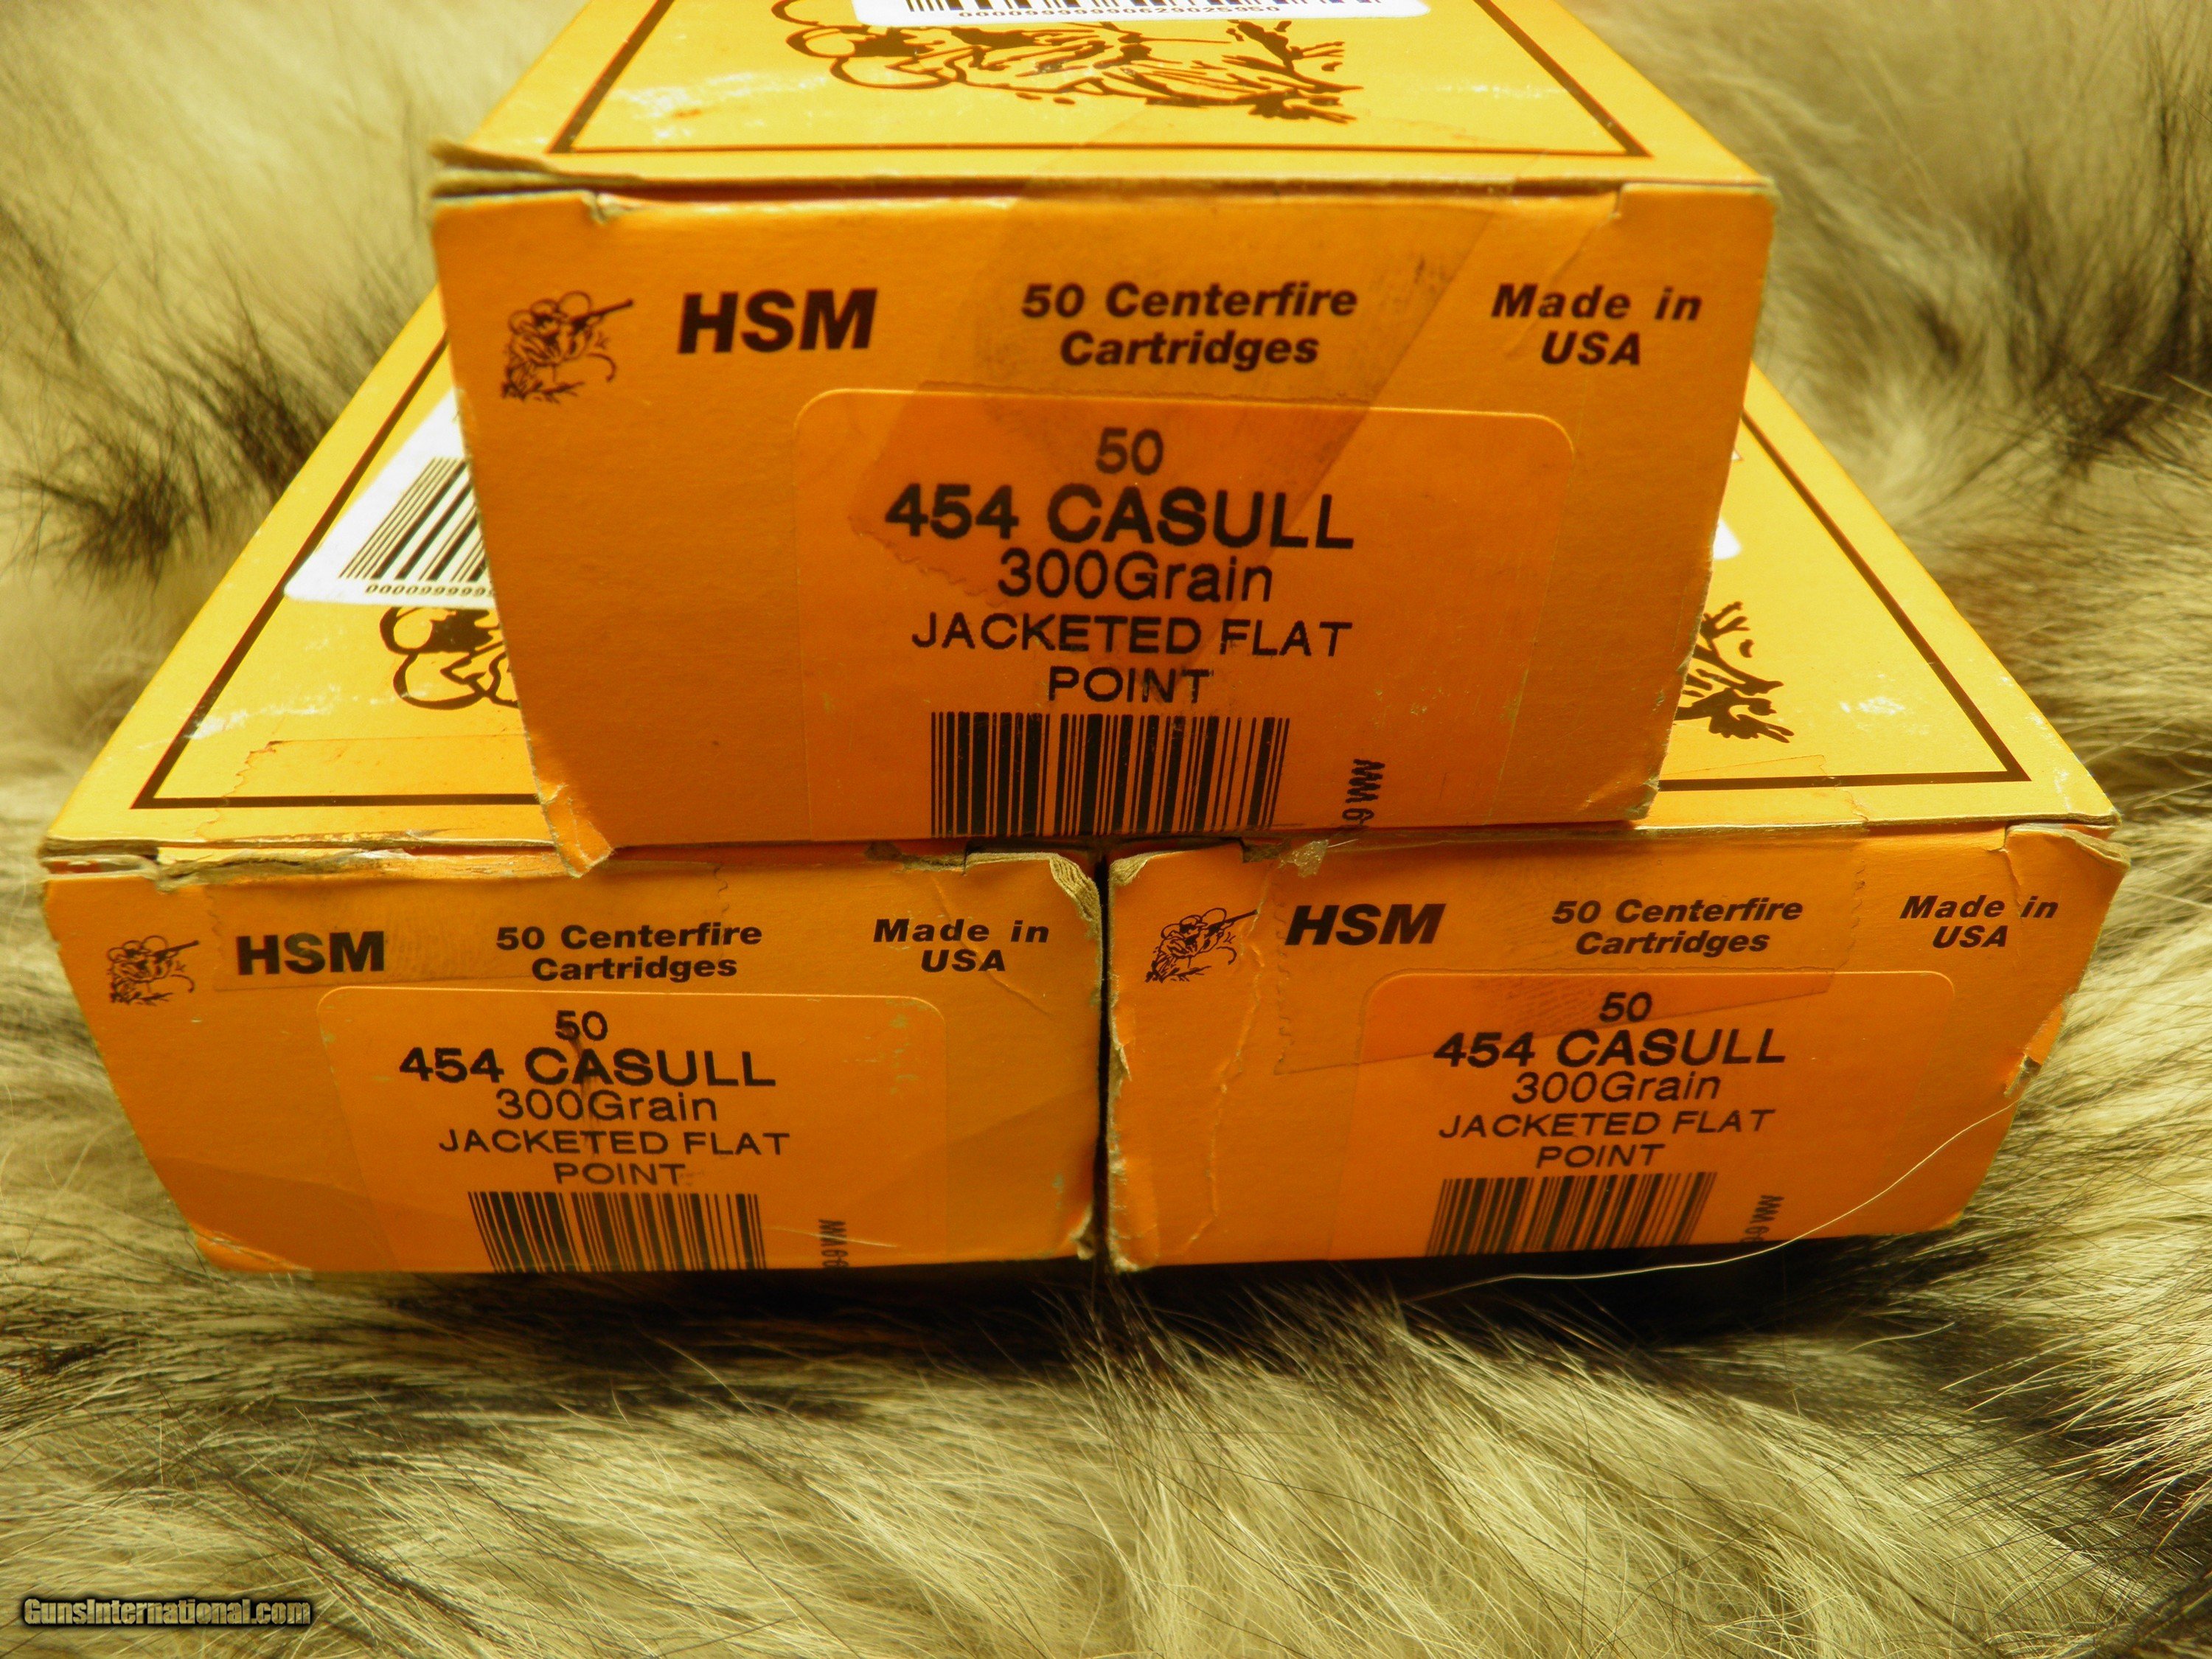 HSM
50 Centerfire
Cartridges
Made in
USA
50
454 CASULL
300Grain
JACKETED FLAT
POINT
HSM
50 Centerfire
Cartridges
Made in
USA
50
454 CASULL
300Grain
JACKETED FLAT
POINT
HSM
50 Centerfire
Cartridges
Made in
USA
50
454 CASULL
300Grain
JACKETED FLAT
POINT
GunsInternational.com